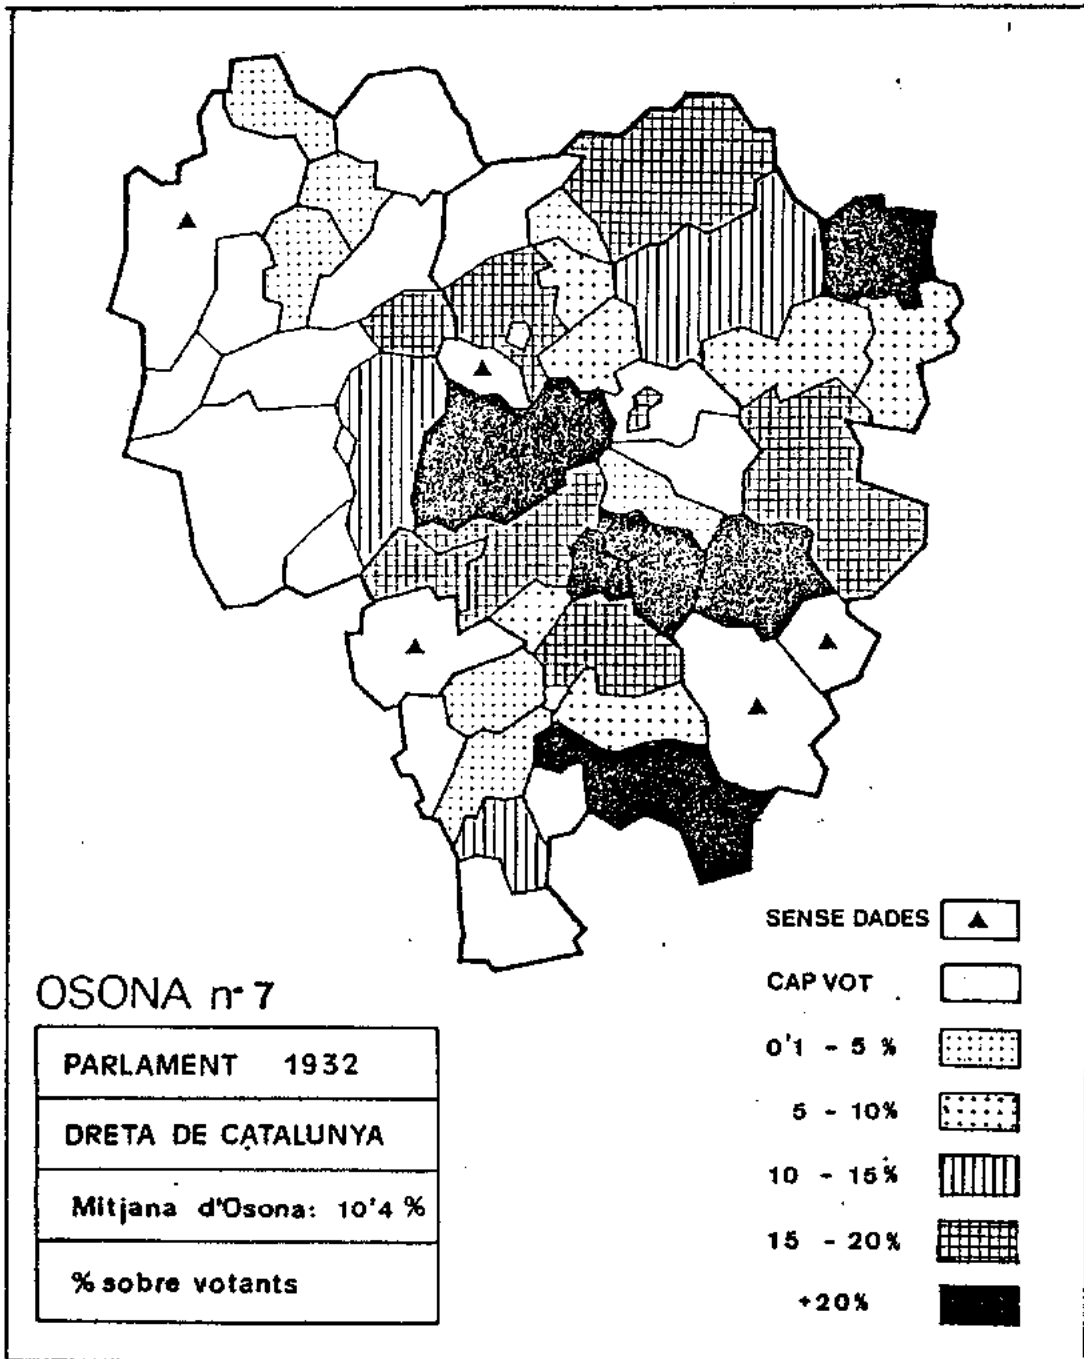 SENSE DADES
CAP VOT
0'1 - 5 %
5 - 10%
10 - 15%
15 - 20%
+20%
OSONA nº 7
PARLAMENT 1932
DRETA DE CATALUNYA
Mitjana d'Osona: 10'4 %
% sobre votants